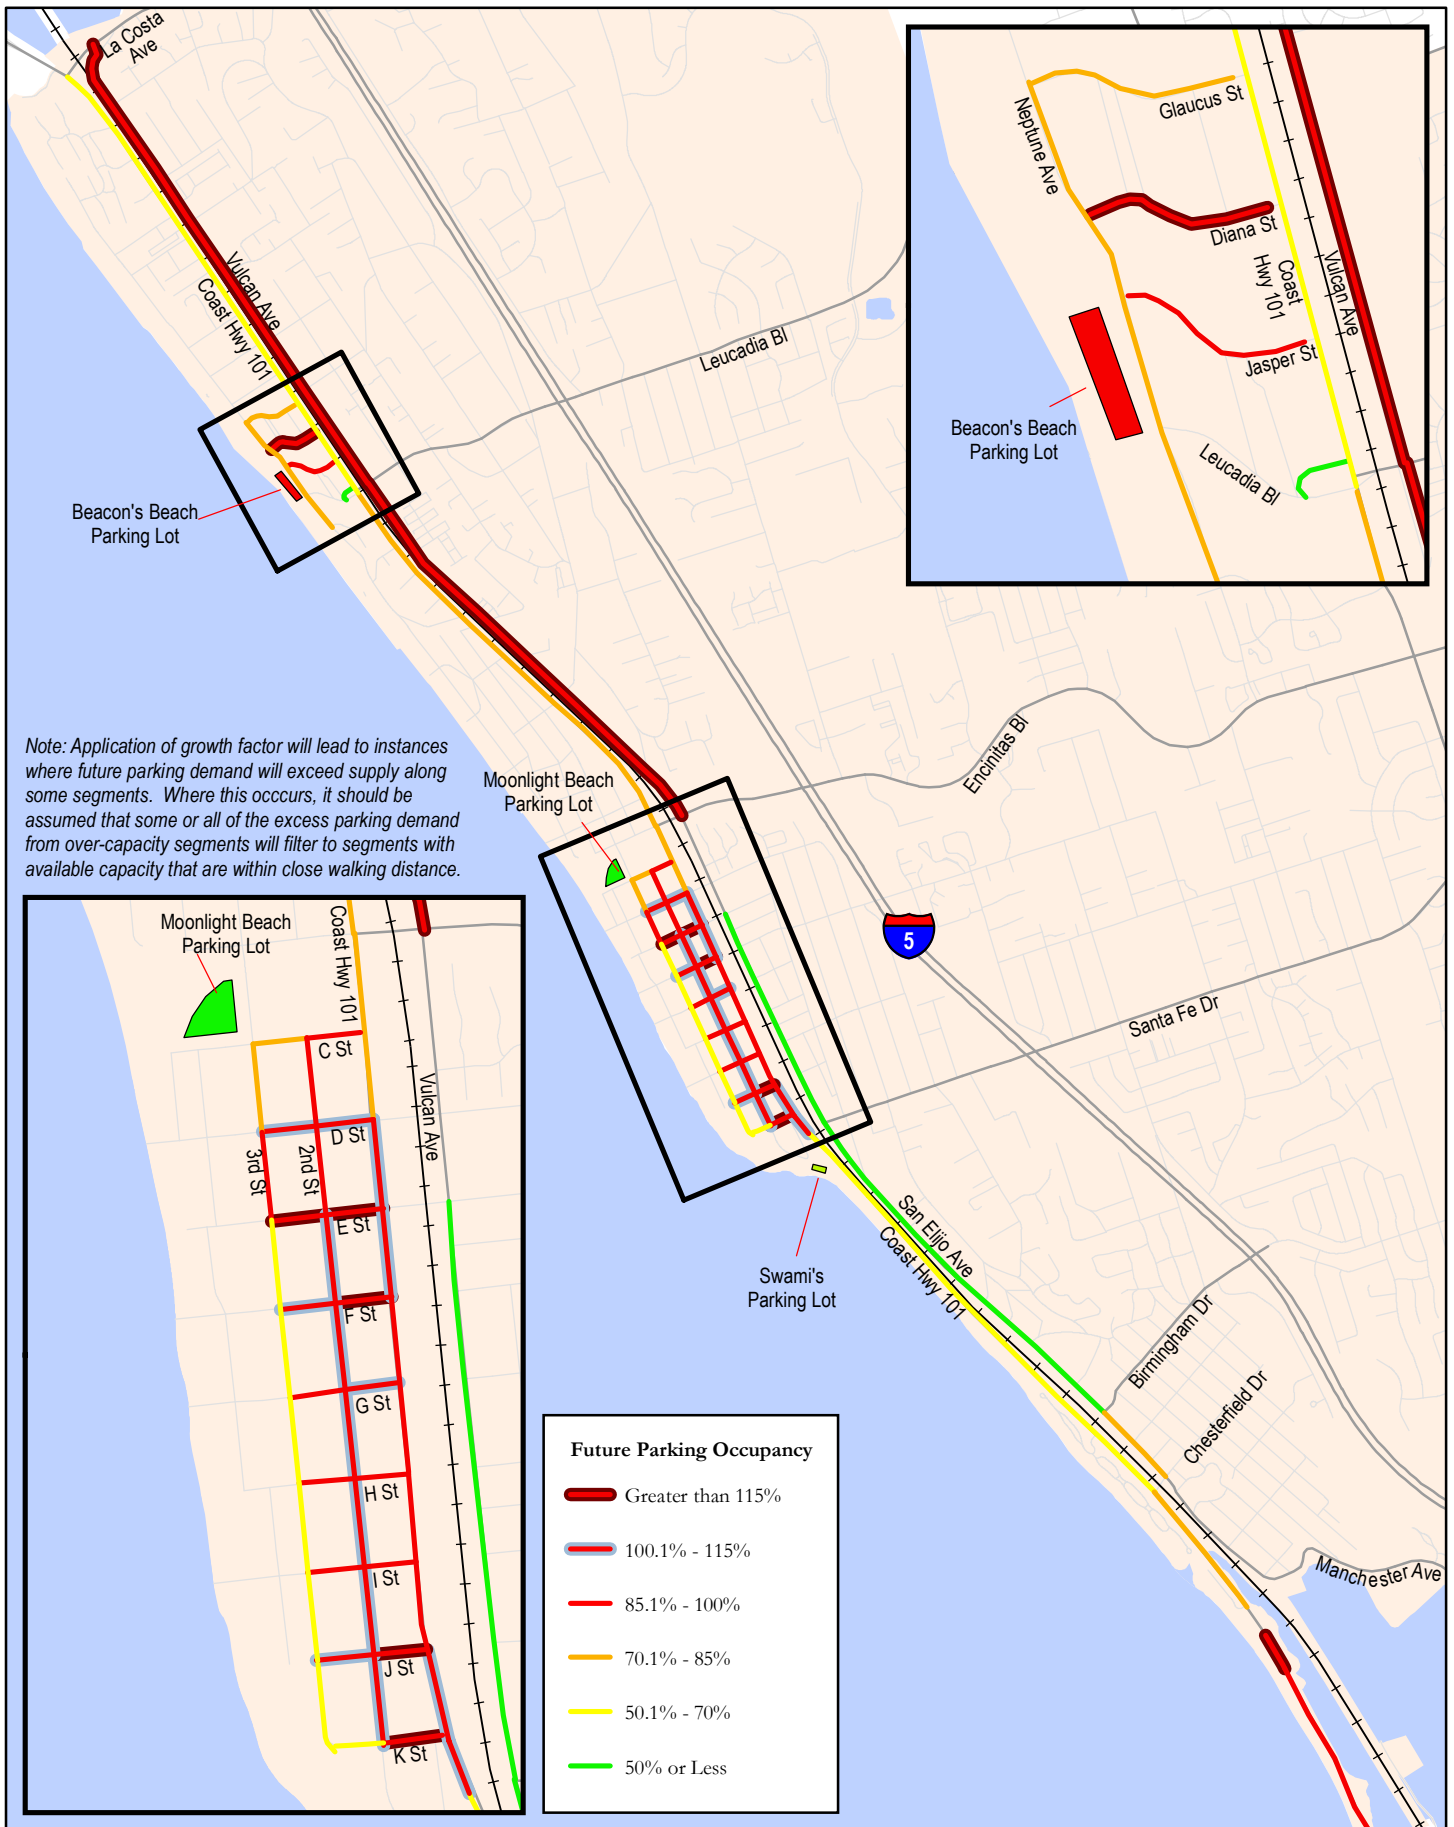 La Costa
Ave
Vulcan Ave
Coast Hwy 101
Leucadia Bl
Beacon's Beach
Parking Lot
Glaucus St
Neptune Ave
Diana St
Coast
Hwy 101
Vulcan Ave
Jasper St
Beacon's Beach
Parking Lot
Leucadia Bl
Note: Application of growth factor will lead to instances
where future parking demand will exceed supply along
some segments.  Where this occcurs, it should be
assumed that some or all of the excess parking demand
from over-capacity segments will filter to segments with
available capacity that are within close walking distance.
Moonlight Beach
Parking Lot
Encinitas Bl
5
Santa Fe Dr
San Elijo Ave
Coast Hwy 101
Swami's
Parking Lot
Birmingham Dr
Chesterfield Dr
Manchester Ave
Moonlight Beach
Parking Lot
Coast Hwy 101
C St
Vulcan Ave
D St
3rd St
2nd St
E St
F St
G St
H St
I St
J St
K St
Future Parking Occupancy
Greater than 115%
100.1% - 115%
85.1% - 100%
70.1% - 85%
50.1% - 70%
50% or Less